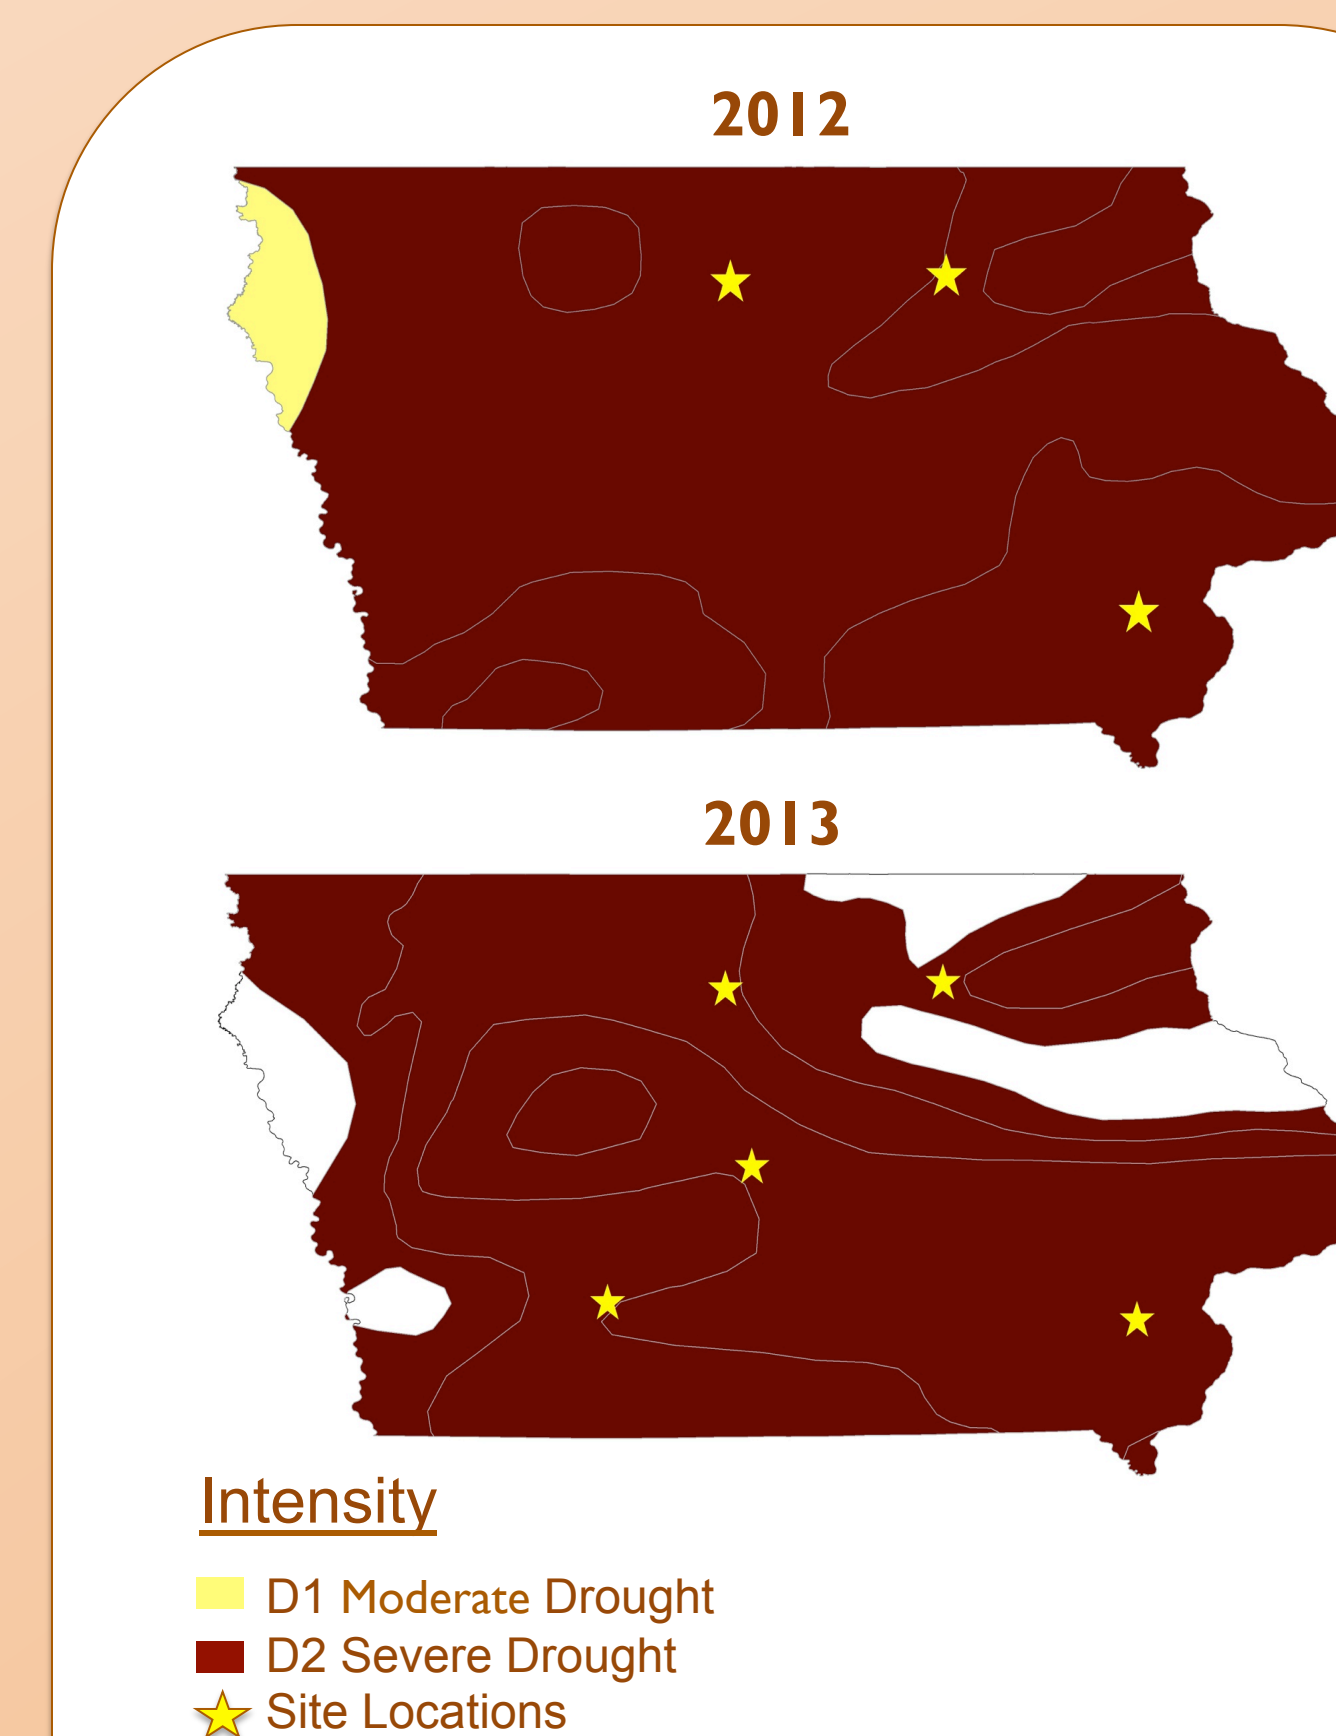 2012
2013
Intensity
D1 Moderate Drought
D2 Severe Drought
Site Locations